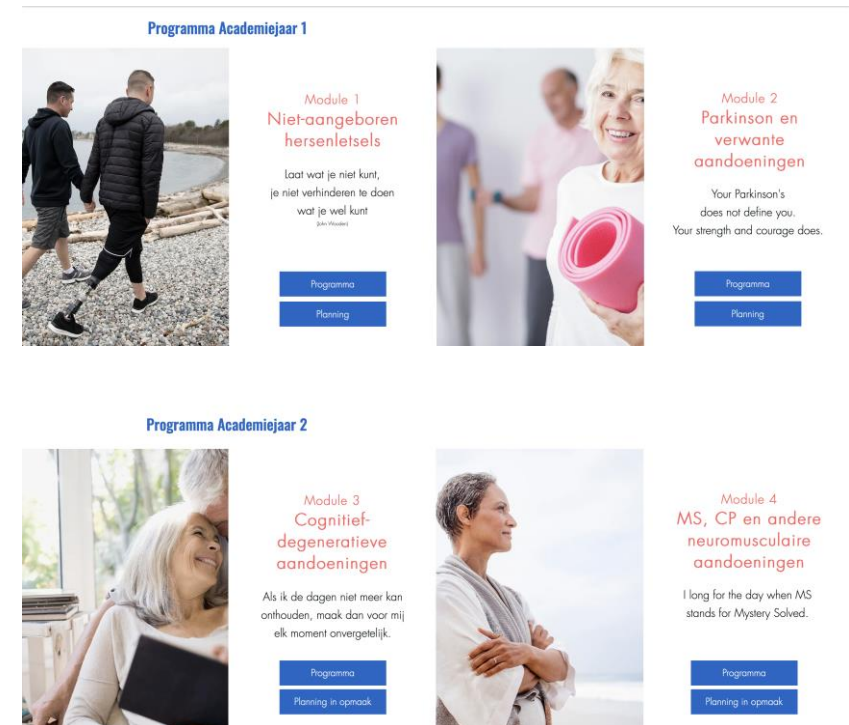 Programma Academiejaar 1
Module 1
Niet-aangeboren
hersenletsels
Laat wat je niet kunt,
je niet verhinderen te doen
wat je wel kunt
(John Wooden)
Programma
Planning
Module 2
Parkinson en
verwante
aandoeningen
Your Parkinson's
does not define you.
Your strength and courage does.
Programma
Planning
Programma Academiejaar 2
Module 3
Cognitief-
degeneratieve
aandoeningen
Als ik de dagen niet meer kan
onthouden, maak dan voor mij
elk moment onvergetelijk.
Programma
Planning in opmaak
Module 4
MS, CP en andere
neuromusculaire
aandoeningen
I long for the day when MS
stands for Mystery Solved.
Programma
Planning in opmaak